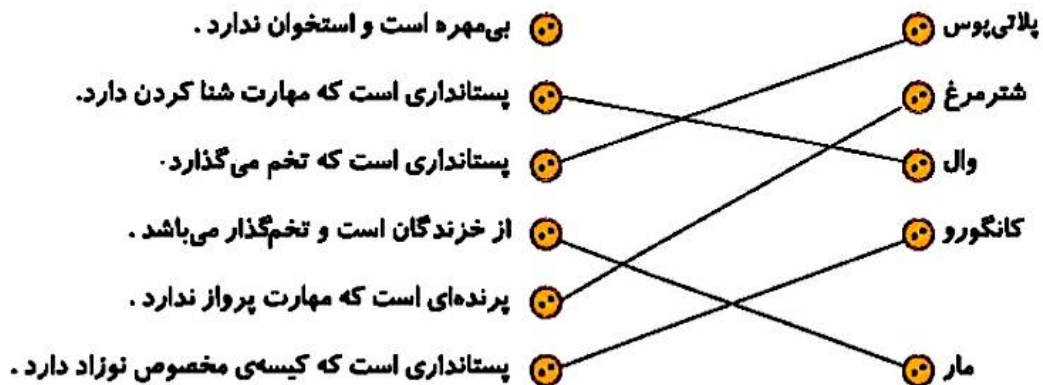 پلاتی‌پوس
شترمرغ
وال
کانگورو
مار
بی‌مهره است و استخوان ندارد .
پستانداری است که مهارت شنا کردن دارد.
پستانداری است که تخم می‌گذارد.
از خزندگان است و تخم‌گذار می‌باشد .
پرنده‌ای است که مهارت پرواز ندارد .
پستانداری است که کیسه‌ی مخصوص نوزاد دارد .